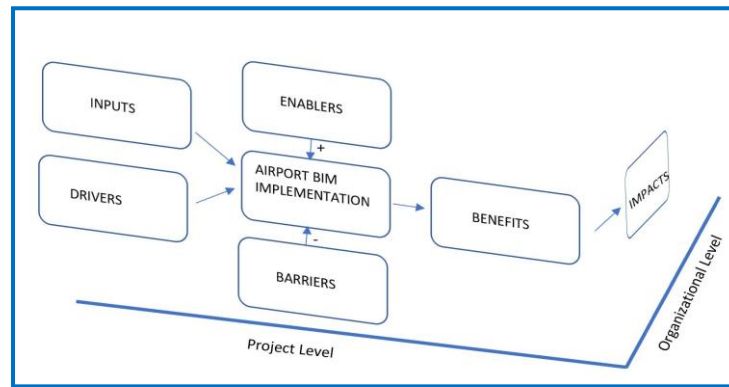 INPUTS
ENABLERS
+
DRIVERS
AIRPORT BIM
IMPLEMENTATION
BENEFITS
IMPACTS
-
BARRIERS
Project Level
Organizational Level